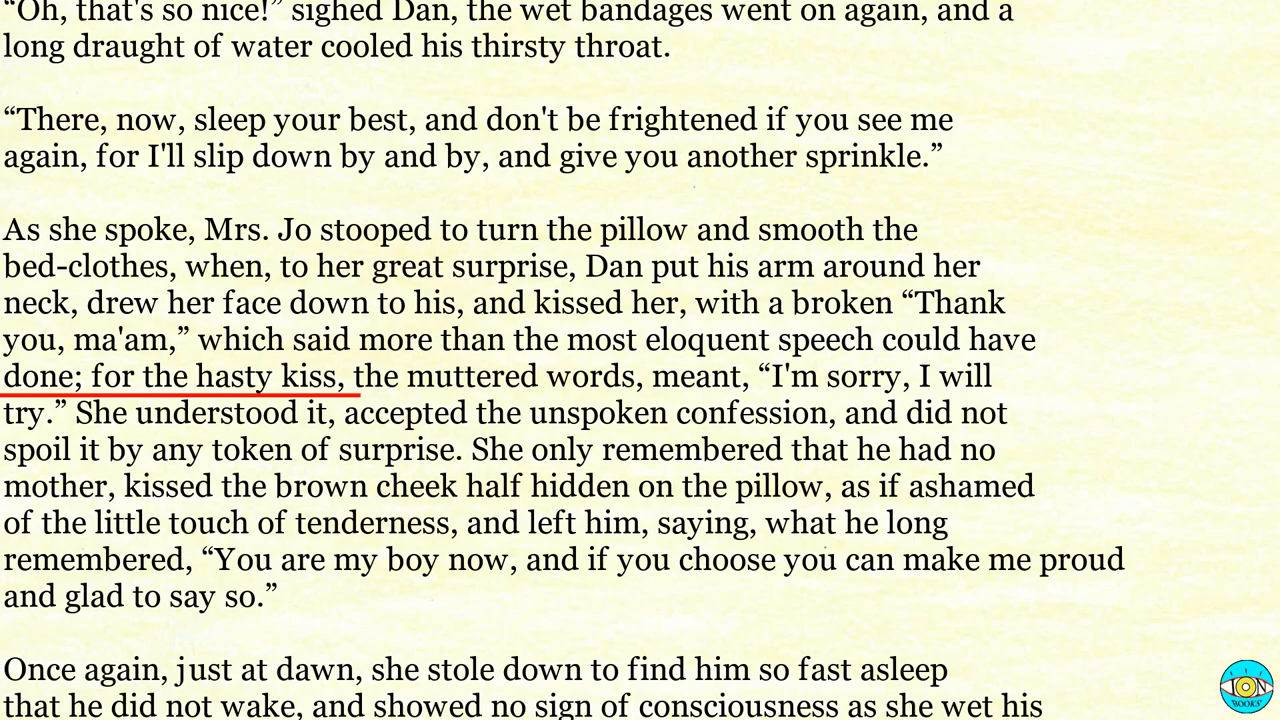 “Oh, that's so nice!” sighed Dan, the wet bandages went on again, and a
long draught of water cooled his thirsty throat.
“There, now, sleep your best, and don't be frightened if you see me
again, for I'll slip down by and by, and give you another sprinkle.”
As she spoke, Mrs. Jo stooped to turn the pillow and smooth the
bed-clothes, when, to her great surprise, Dan put his arm around her
neck, drew her face down to his, and kissed her, with a broken “Thank
you, ma'am,” which said more than the most eloquent speech could have
done; for the hasty kiss, the muttered words, meant, “I'm sorry, I will
try.” She understood it, accepted the unspoken confession, and did not
spoil it by any token of surprise. She only remembered that he had no
mother, kissed the brown cheek half hidden on the pillow, as if ashamed
of the little touch of tenderness, and left him, saying, what he long
remembered, “You are my boy now, and if you choose you can make me proud
and glad to say so.”
Once again, just at dawn, she stole down to find him so fast asleep
that he did not wake, and showed no sign of consciousness as she wet his
ION
BOOKS